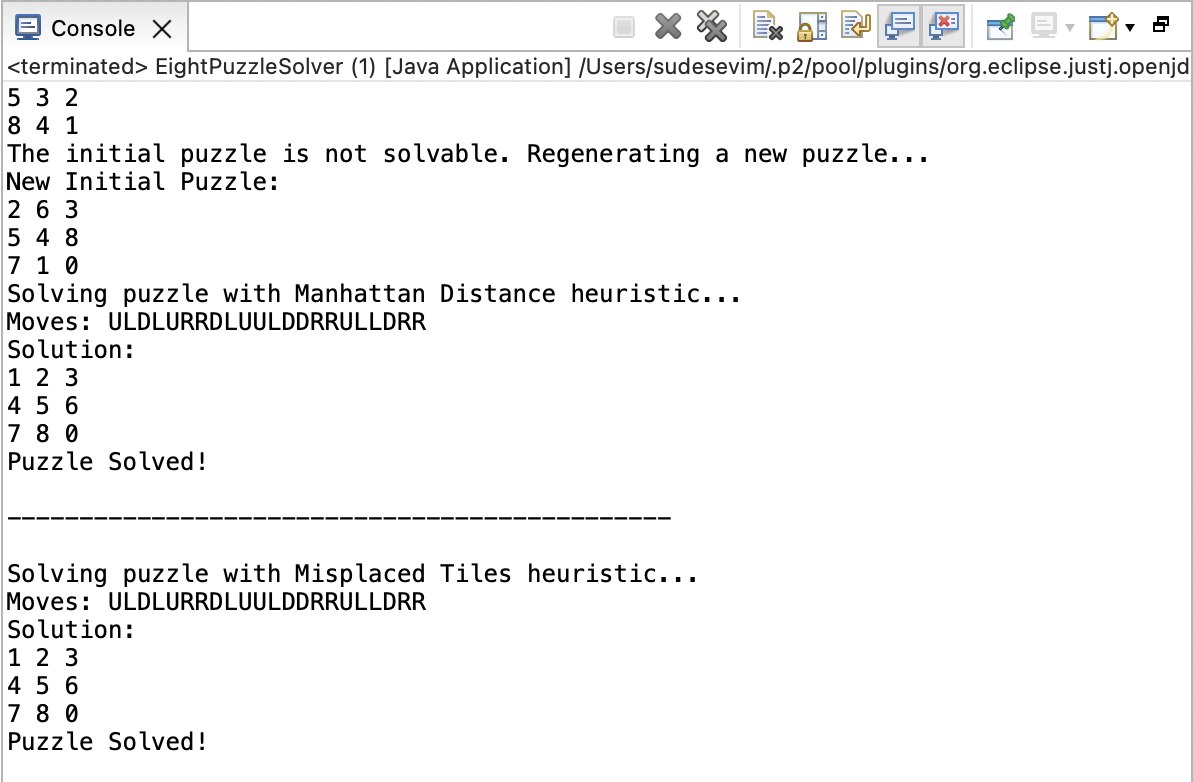 Console
<terminated> EightPuzzleSolver (1) [Java Application] /Users/sudesevim/.p2/pool/plugins/org.eclipse.justj.openjd
5 3 2
8 4 1
The initial puzzle is not solvable. Regenerating a new puzzle...
New Initial Puzzle:
2 6 3
5 4 8
7 1 0
Solving puzzle with Manhattan Distance heuristic...
Moves: ULDLURRDLUULDDRRULLDRR
Solution:
1 2 3
4 5 6
7 8 0
Puzzle Solved!
----------------------------------------------
Solving puzzle with Misplaced Tiles heuristic...
Moves: ULDLURRDLUULDDRRULLDRR
Solution:
1 2 3
4 5 6
7 8 0
Puzzle Solved!